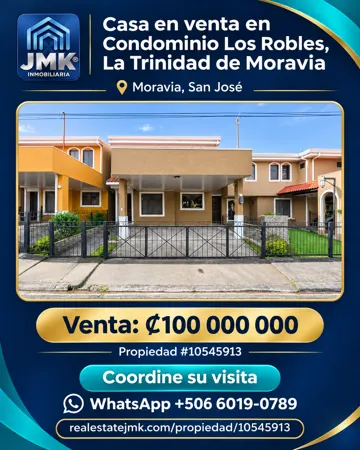 JMK®
INMOBILIARIA
Casa en venta en
Condominio Los Robles,
La Trinidad de Moravia
Moravia, San José
Venta: ₡100 000 000
Propiedad #10545913
Coordine su visita
WhatsApp +506 6019-0789
realestatejmk.com/propiedad/10545913